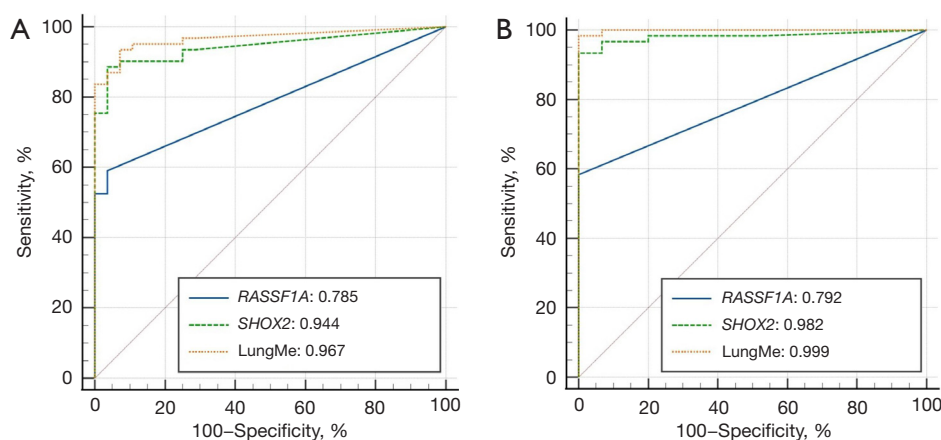 A
100
80
60
40
20
0
Sensitivity, %
RASSF1A: 0.785
SHOX2: 0.944
LungMe: 0.967
0 20 40 60 80 100
100–Specificity, %
B
100
80
60
40
20
0
Sensitivity, %
RASSF1A: 0.792
SHOX2: 0.982
LungMe: 0.999
0 20 40 60 80 100
100–Specificity, %